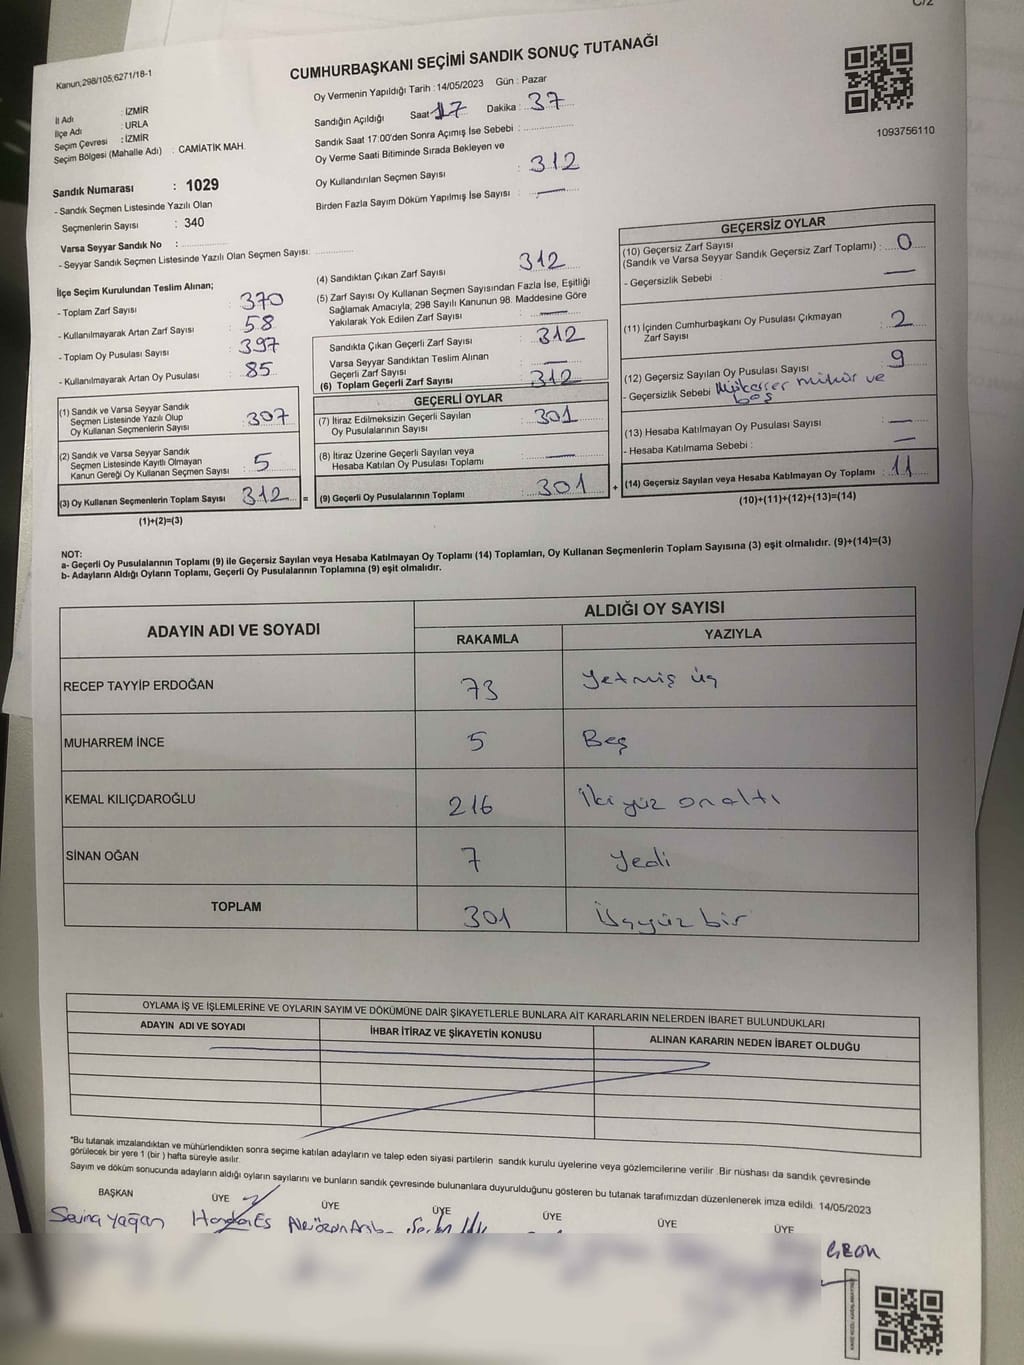 C/2
Kanun;298/105;6271/18-1
CUMHURBAŞKANI SEÇİMİ SANDIK SONUÇ TUTANAĞI
Oy Vermenin Yapıldığı Tarih : 14/05/2023 Gün : Pazar
İl Adı : İZMİR
İlçe Adı : URLA
Seçim Çevresi : İZMİR
Seçim Bölgesi (Mahalle Adı) : CAMİATİK MAH.
Sandığın Açıldığı Saat 17 Dakika : 37
Sandık Saat 17:00'den Sonra Açımış İse Sebebi :
Oy Verme Saati Bitiminde Sırada Bekleyen ve
Oy Kullandırılan Seçmen Sayısı : 312
Birden Fazla Sayım Döküm Yapılmış İse Sayısı : —
1093756110
Sandık Numarası : 1029
- Sandık Seçmen Listesinde Yazılı Olan
Seçmenlerin Sayısı : 340
Varsa Seyyar Sandık No :
- Seyyar Sandık Seçmen Listesinde Yazılı Olan Seçmen Sayısı:
İlçe Seçim Kurulundan Teslim Alınan;
- Toplam Zarf Sayısı : 370
- Kullanılmayarak Artan Zarf Sayısı : 58
- Toplam Oy Pusulası Sayısı : 397
- Kullanılmayarak Artan Oy Pusulası : 85
(1) Sandık ve Varsa Seyyar Sandık
Seçmen Listesinde Yazılı Olup
Oy Kullanan Seçmenlerin Sayısı : 307
(2) Sandık ve Varsa Seyyar Sandık
Seçmen Listesinde Kayıtlı Olmayan
Kanun Gereği Oy Kullanan Seçmen Sayısı : 5
(3) Oy Kullanan Seçmenlerin Toplam Sayısı : 312 =
(1)+(2)=(3)
(4) Sandıktan Çıkan Zarf Sayısı : 312
(5) Zarf Sayısı Oy Kullanan Seçmen Sayısından Fazla İse, Eşitliği
Sağlamak Amacıyla; 298 Sayılı Kanunun 98. Maddesine Göre
Yakılarak Yok Edilen Zarf Sayısı : —
Sandıkta Çıkan Geçerli Zarf Sayısı : 312
Varsa Seyyar Sandıktan Teslim Alınan
Geçerli Zarf Sayısı : —
(6) Toplam Geçerli Zarf Sayısı : 312
GEÇERLİ OYLAR
(7) İtiraz Edilmeksizin Geçerli Sayılan
Oy Pusulalarının Sayısı : 301
(8) İtiraz Üzerine Geçerli Sayılan veya
Hesaba Katılan Oy Pusulası Toplamı : —
(9) Geçerli Oy Pusulalarının Toplamı : 301 +
GEÇERSİZ OYLAR
(10) Geçersiz Zarf Sayısı
(Sandık ve Varsa Seyyar Sandık Geçersiz Zarf Toplamı) : 0
- Geçersizlik Sebebi : —
(11) İçinden Cumhurbaşkanı Oy Pusulası Çıkmayan
Zarf Sayısı : 2
(12) Geçersiz Sayılan Oy Pusulası Sayısı : 9
- Geçersizlik Sebebi Mükerrer mühür ve
boş
(13) Hesaba Katılmayan Oy Pusulası Sayısı : —
- Hesaba Katılmama Sebebi : —
(14) Geçersiz Sayılan veya Hesaba Katılmayan Oy Toplamı : 11
(10)+(11)+(12)+(13)=(14)
NOT:
a- Geçerli Oy Pusulalarının Toplamı (9) ile Geçersiz Sayılan veya Hesaba Katılmayan Oy Toplamı (14) Toplamları, Oy Kullanan Seçmenlerin Toplam Sayısına (3) eşit olmalıdır. (9)+(14)=(3)
b- Adayların Aldığı Oyların Toplamı, Geçerli Oy Pusulalarının Toplamına (9) eşit olmalıdır.
ADAYIN ADI VE SOYADI ALDIĞI OY SAYISI
RAKAMLA YAZIYLA
RECEP TAYYİP ERDOĞAN 73 Yetmiş üç
MUHARREM İNCE 5 Beş
KEMAL KILIÇDAROĞLU 216 İkiyüz onaltı
SİNAN OĞAN 7 Yedi
TOPLAM 301 Üçyüz bir
OYLAMA İŞ VE İŞLEMLERİNE VE OYLARIN SAYIM VE DÖKÜMÜNE DAİR ŞİKAYETLERLE BUNLARA AİT KARARLARIN NELERDEN İBARET BULUNDUKLARI
ADAYIN ADI VE SOYADI İHBAR İTİRAZ VE ŞİKAYETİN KONUSU ALINAN KARARIN NEDEN İBARET OLDUĞU
*Bu tutanak imzalandıktan ve mühürlendikten sonra seçime katılan adayların ve talep eden siyasi partilerin sandık kurulu üyelerine veya gözlemcilerine verilir .Bir nüshası da sandık çevresinde
görülecek bir yere 1 (bir ) hafta süreyle asılır.
Sayım ve döküm sonucunda adayların aldığı oyların sayılarını ve bunların sandık çevresinde bulunanlara duyurulduğunu gösteren bu tutanak tarafımızdan düzenlenerek imza edildi. 14/05/2023
BAŞKAN ÜYE ÜYE ÜYE ÜYE ÜYE ÜYE